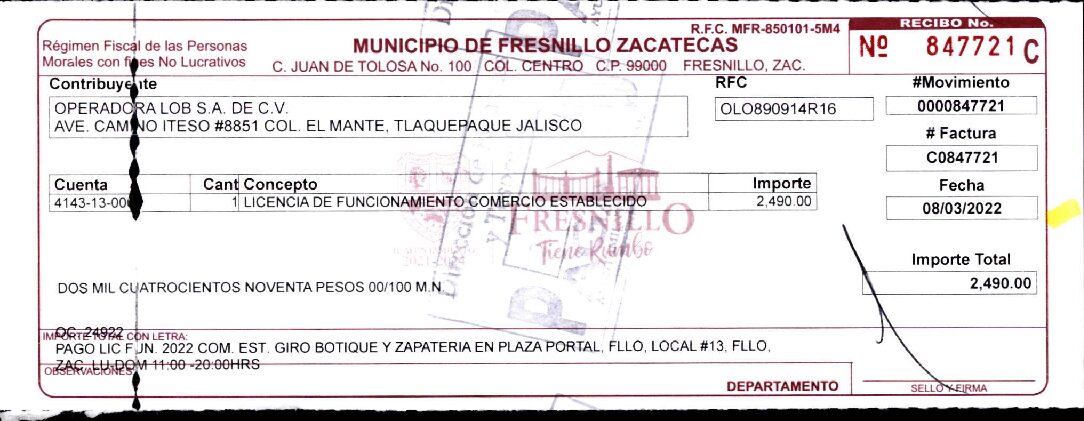 R.F.C. MFR-850101-5M4
RECIBO No.
Régimen Fiscal de las Personas
Morales con fines No Lucrativos
MUNICIPIO DE FRESNILLO ZACATECAS
C. JUAN DE TOLOSA No. 100 COL. CENTRO C.P. 99000 FRESNILLO, ZAC.
Nº 847721 C
Contribuyente
RFC
#Movimiento
OPERADORA LOB S.A. DE C.V.
AVE. CAMINO ITESO #8851 COL. EL MANTE, TLAQUEPAQUE JALISCO
OLO890914R16
0000847721
# Factura
C0847721
Cuenta Cant Concepto Importe
Fecha
4143-13-00 1 LICENCIA DE FUNCIONAMIENTO COMERCIO ESTABLECIDO 2,490.00
08/03/2022
FRESNILLO
Tiene Rumbo
Importe Total
2,490.00
DOS MIL CUATROCIENTOS NOVENTA PESOS 00/100 M.N.
OC. 24922
IMPORTE TOTAL CON LETRA:
PAGO LIC FUN. 2022 COM. EST. GIRO BOTIQUE Y ZAPATERIA EN PLAZA PORTAL, FLLO, LOCAL #13, FLLO,
ZAC. LU-DOM 11:00 -20:00HRS
OBSERVACIONES
DEPARTAMENTO
SELLO Y FIRMA